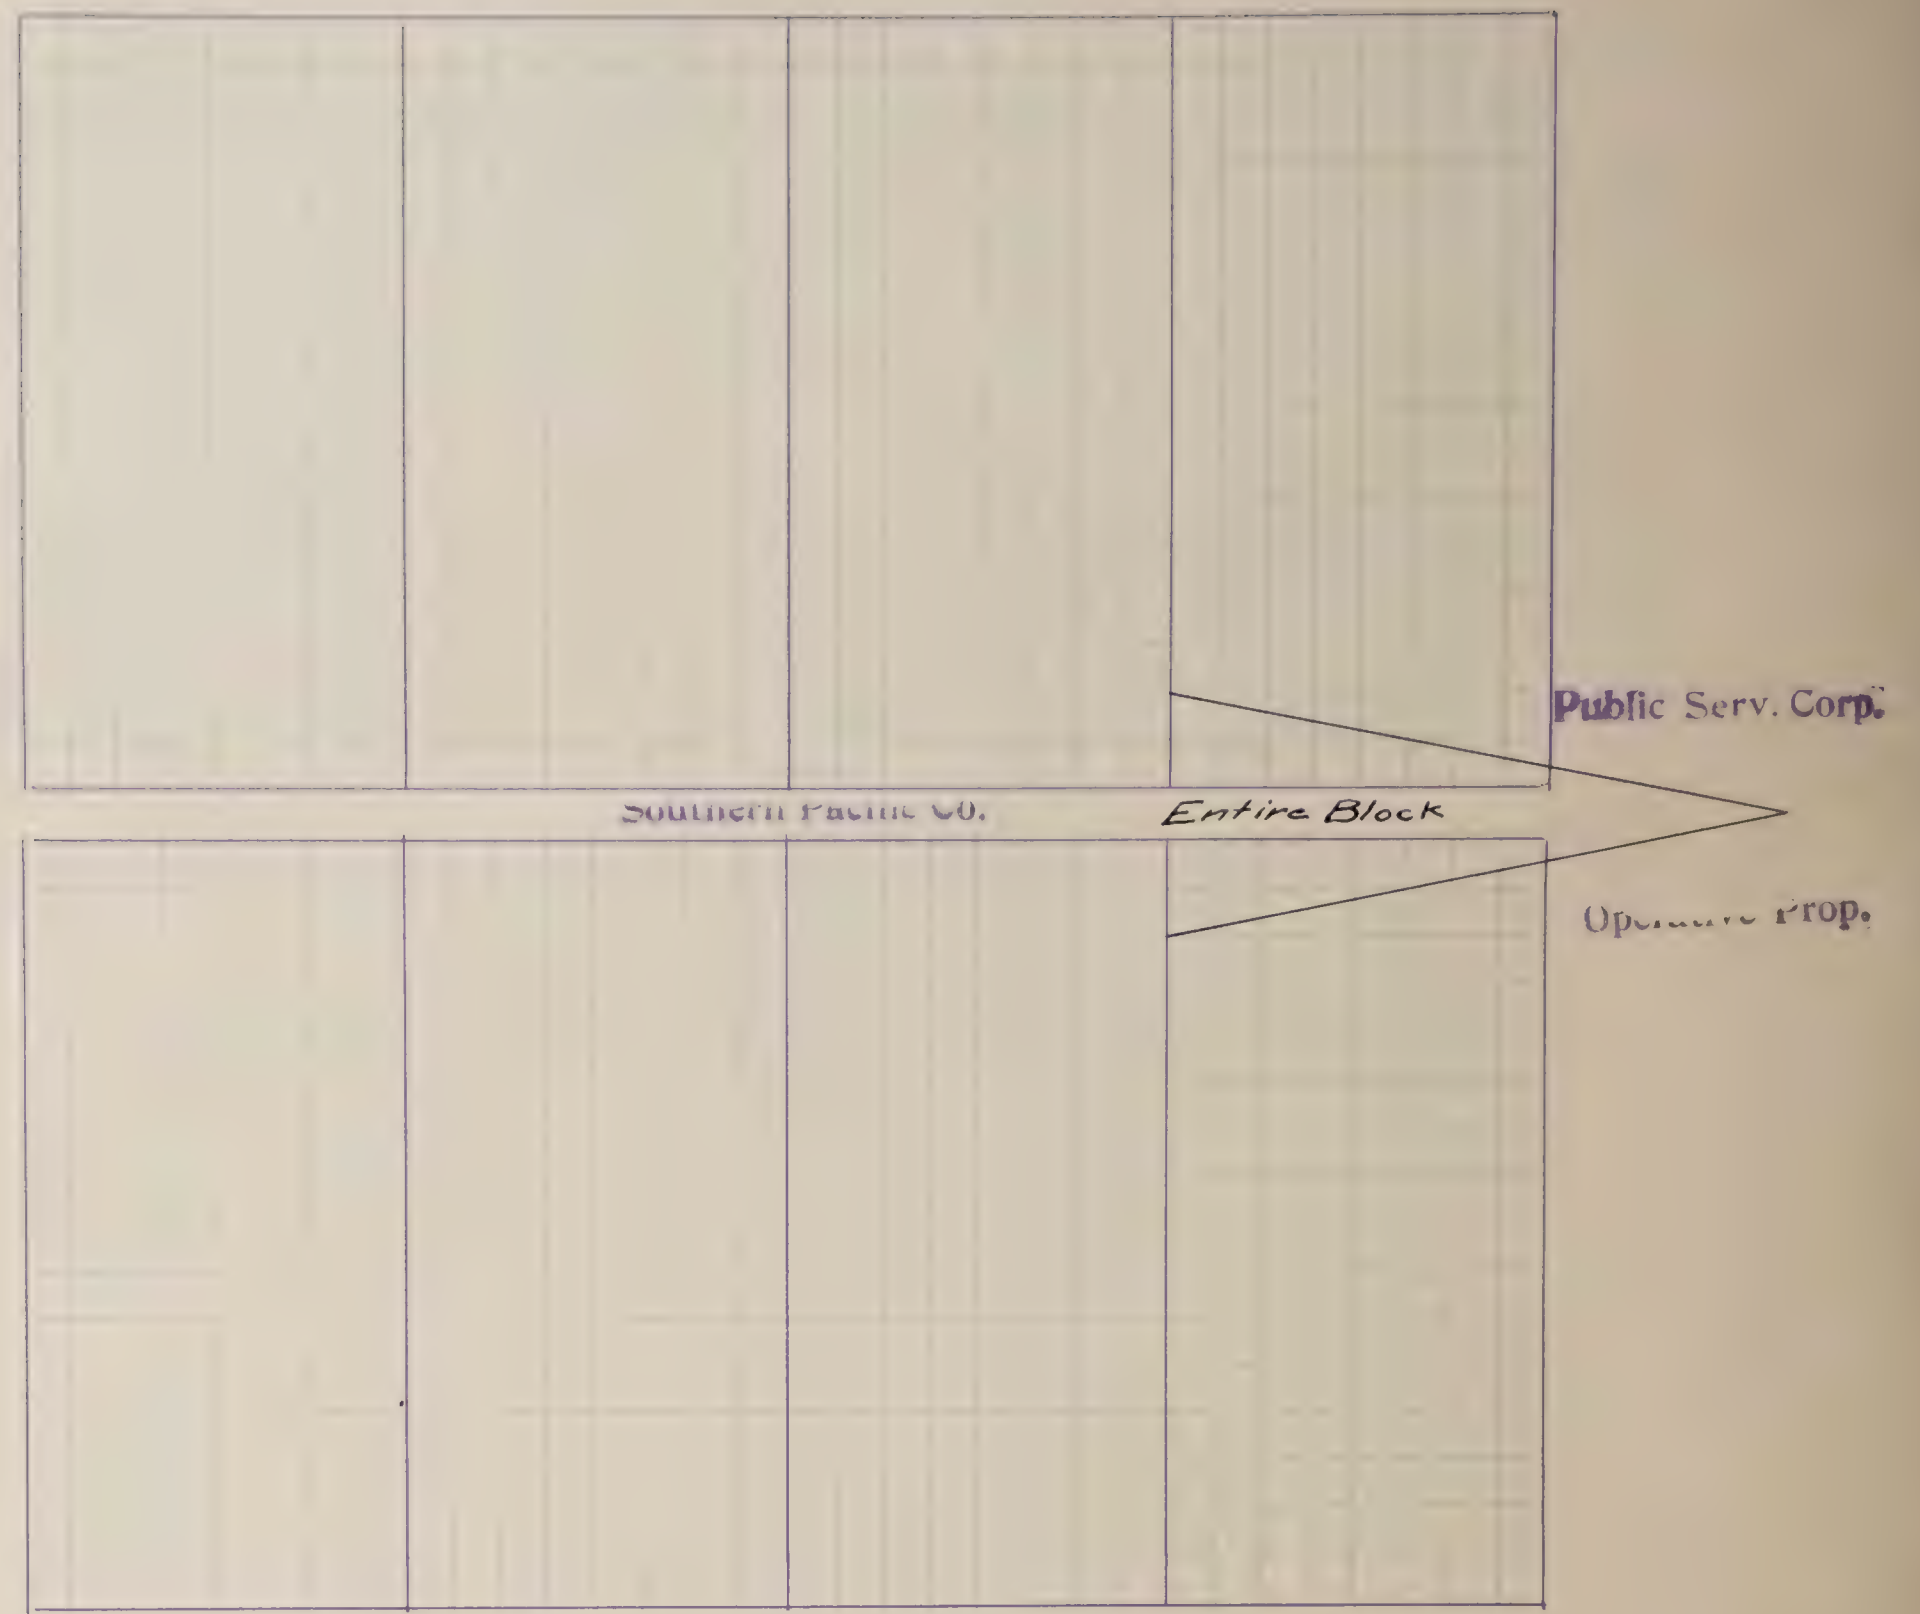 Public Serv. Corp.
Southern Pacific Co. Entire Block
Operative Prop.